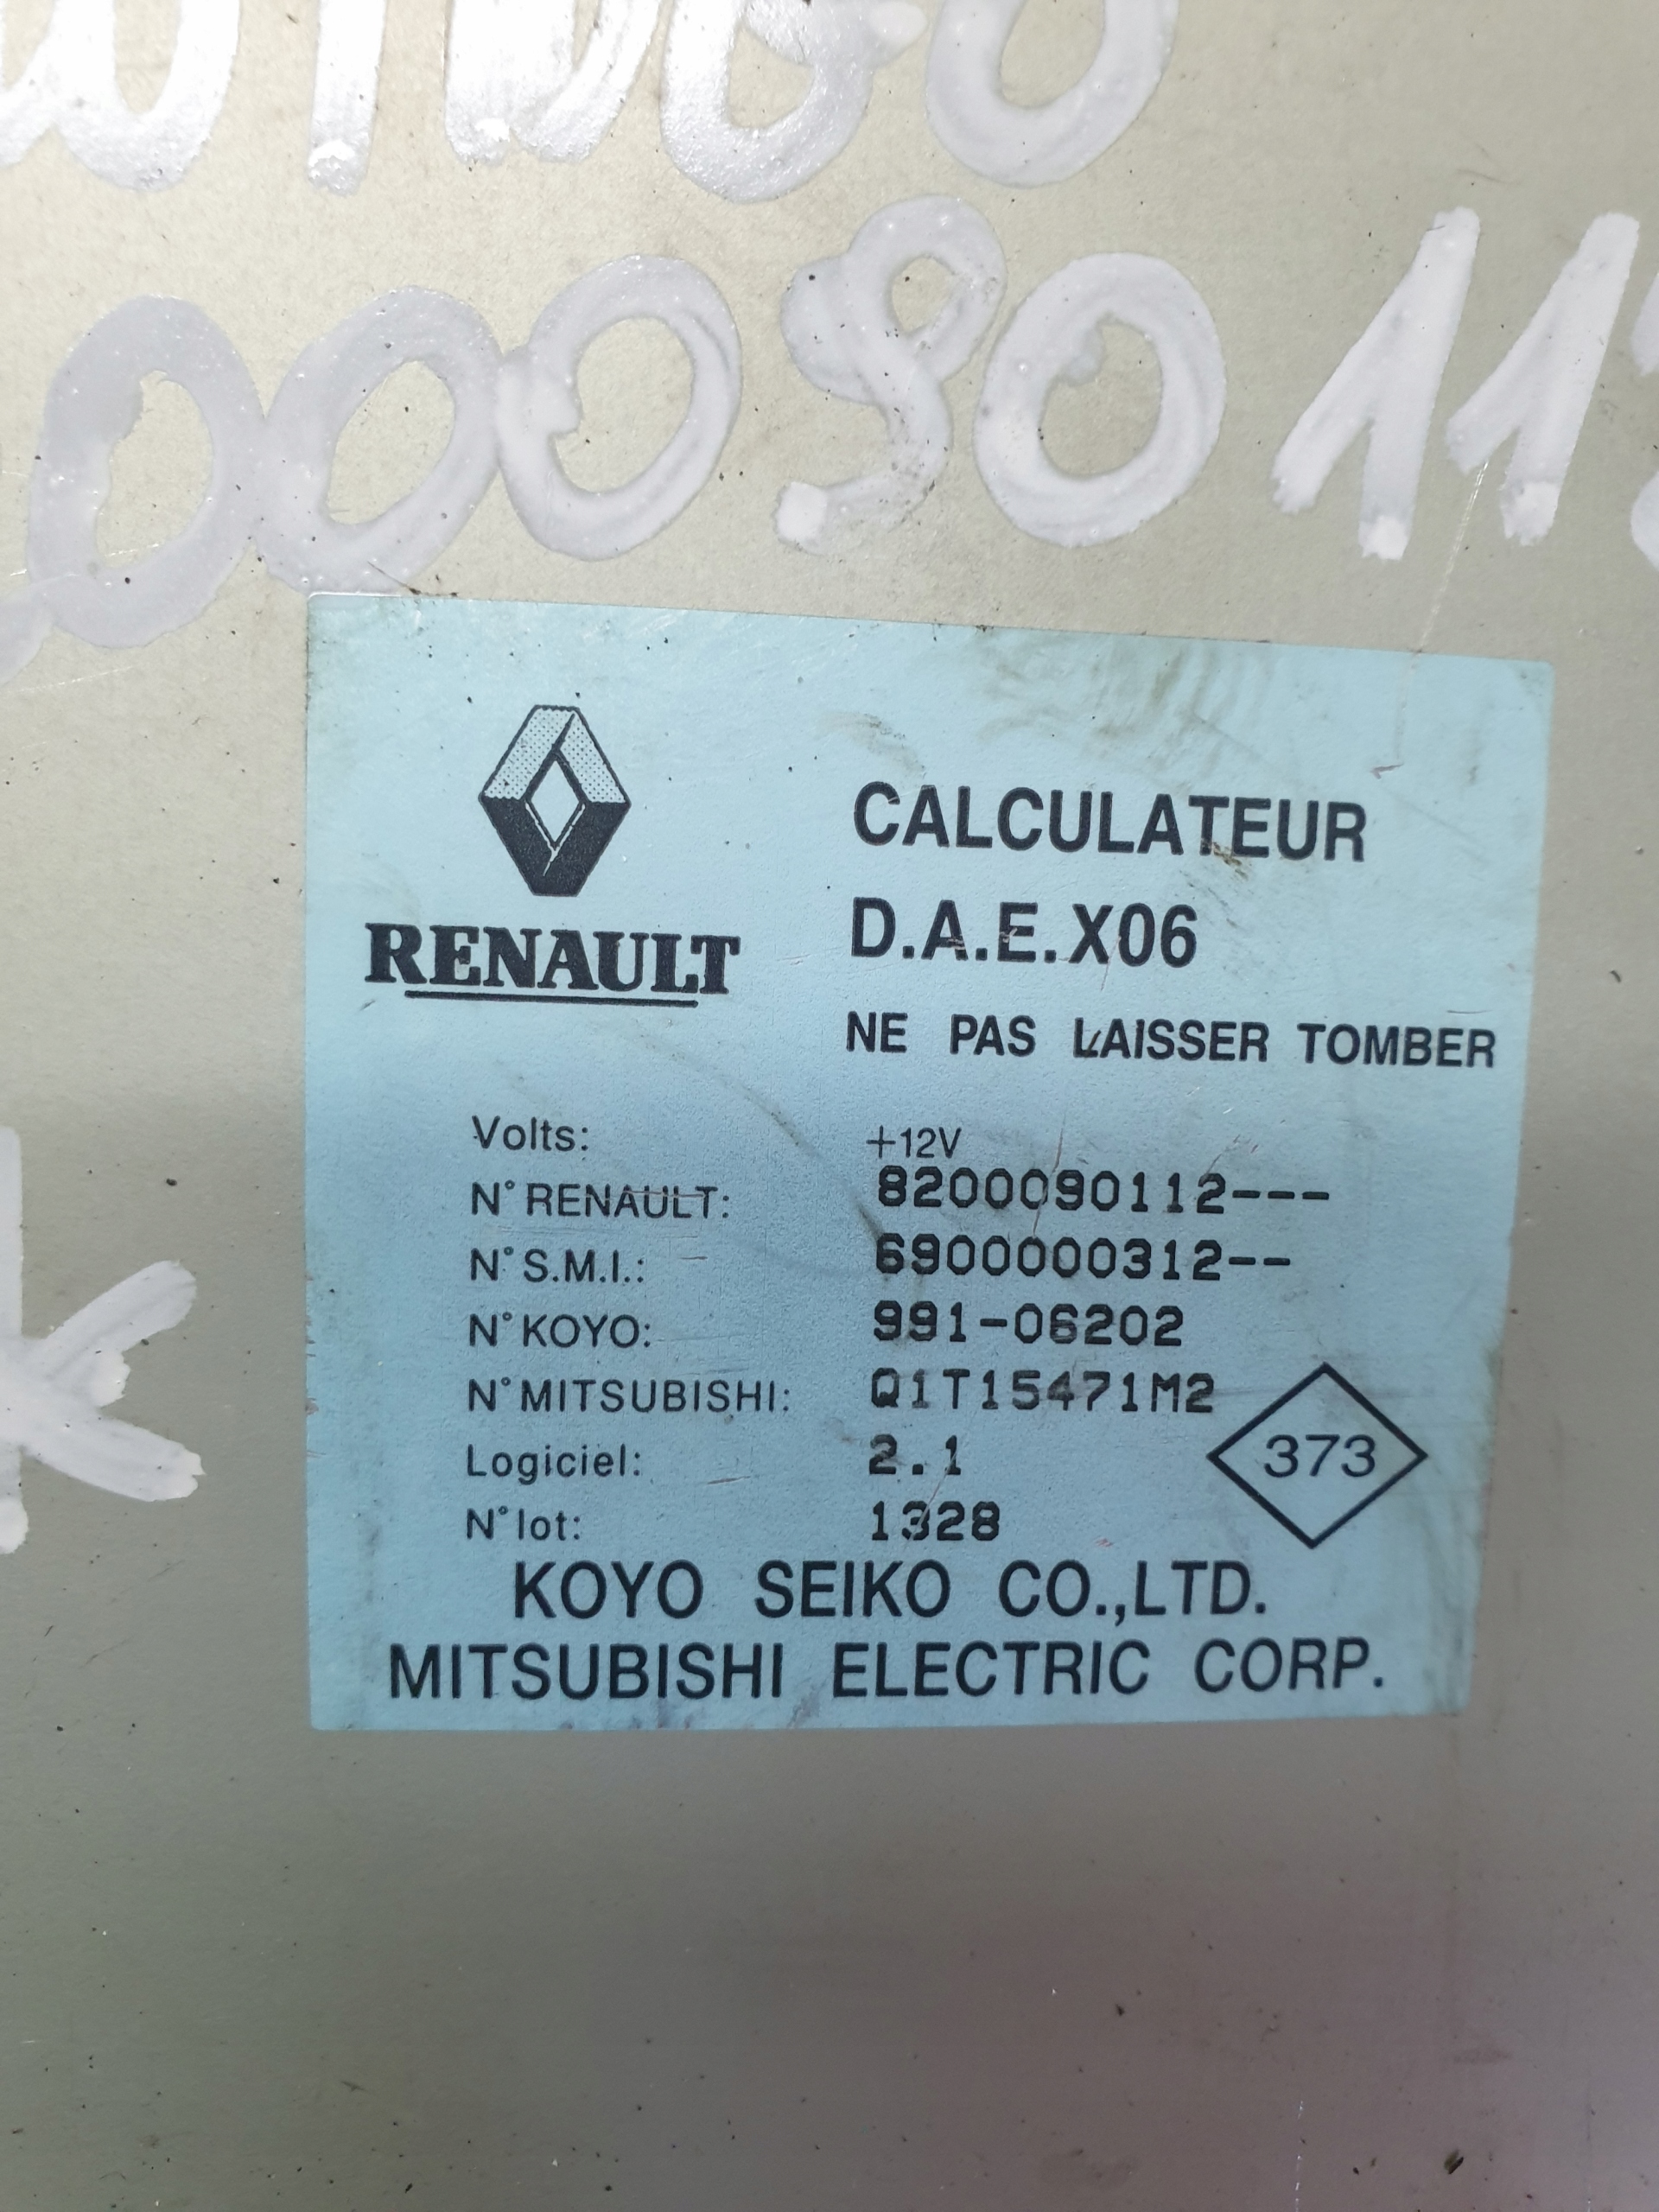 00090112
RENAULT
CALCULATEUR
D.A.E.X06
NE PAS LAISSER TOMBER
Volts: +12V
N° RENAULT: 8200090112---
N° S.M.I.: 6900000312--
N° KOYO: 991-06202
N° MITSUBISHI: Q1T15471M2
Logiciel: 2.1
373
N° lot: 1328
KOYO SEIKO CO.,LTD.
MITSUBISHI ELECTRIC CORP.